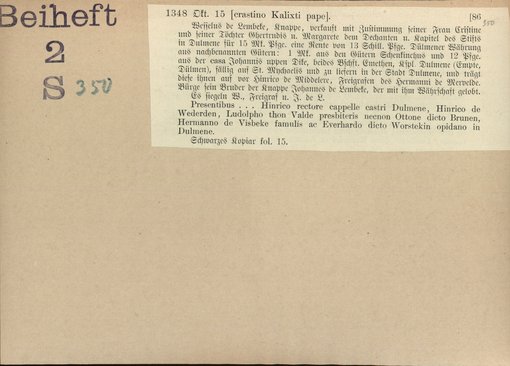 Beiheft
2
S 350
1348 Okt. 15 [crastino Kalixti pape]. [86
350
Wesselus de Lembeke, Knappe, verkauft mit Zustimmung seiner Frau Cristine
und seiner Töchter Ghertrudis u. Margarete dem Dechanten u. Kapitel des Stifts
in Dulmene für 15 Mk. Pfge. eine Rente von 13 Schill. Pfge. Dülmener Währung
aus nachbenannten Gütern: 1 Mk. aus den Gütern Schenkinchus und 12 Pfge.
aus der casa Johannis uppen Dike, beides Bschft. Emethen, Kspl. Dulmene (Empte,
Dülmen), fällig auf St. Mychaelis und zu liefern in der Stadt Dulmene, und trägt
diese ihnen auf vor Hinrico de Middelere, Freigrafen des Hermanni de Mervelde.
Bürge sein Bruder der Knappe Johannes de Lembeke, der mit ihm Währschaft gelobt.
Es siegeln W., Freigraf u. J. de L.
Presentibus . . . Hinrico rectore cappelle castri Dulmene, Hinrico de
Wederden, Ludolpho thon Valde presbiteris necnon Ottone dicto Brunen,
Hermanno de Visbeke famulis ac Everhardo dicto Worstekin opidano in
Dulmene.
Schwarzes Kopiar fol. 15.